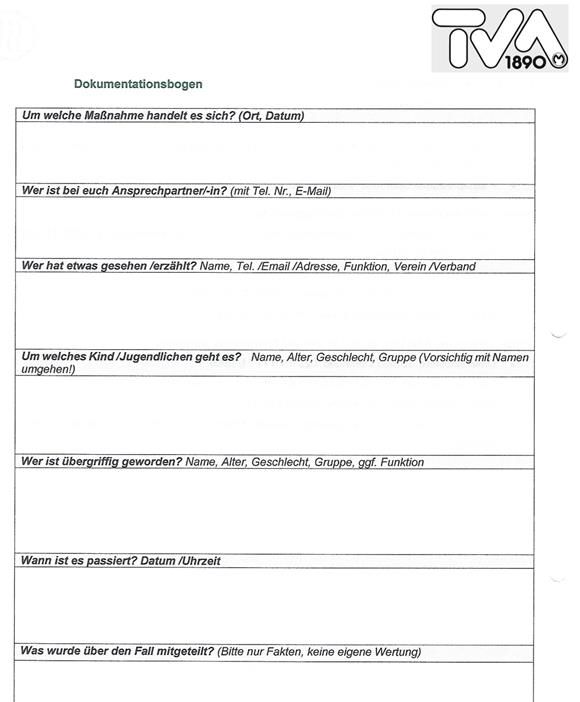 TVA
1890
M
Dokumentationsbogen
Um welche Maßnahme handelt es sich? (Ort, Datum)
Wer ist bei euch Ansprechpartner/-in? (mit Tel. Nr., E-Mail)
Wer hat etwas gesehen /erzählt? Name, Tel. /Email /Adresse, Funktion, Verein /Verband
Um welches Kind /Jugendlichen geht es? Name, Alter, Geschlecht, Gruppe (Vorsichtig mit Namen
umgehen!)
Wer ist übergriffig geworden? Name, Alter, Geschlecht, Gruppe, ggf. Funktion
Wann ist es passiert? Datum /Uhrzeit
Was wurde über den Fall mitgeteilt? (Bitte nur Fakten, keine eigene Wertung)